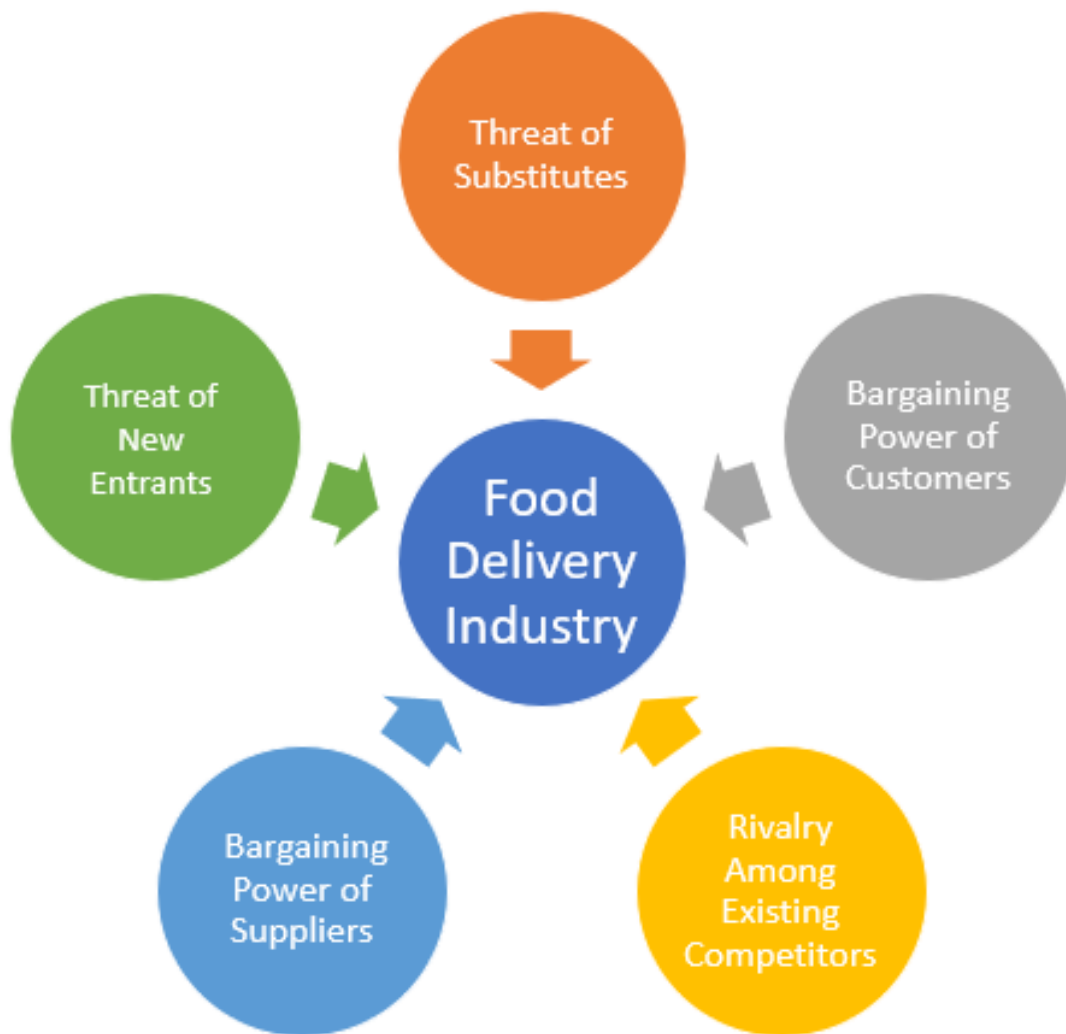 Threat of
Substitutes
Threat of
New
Entrants
Bargaining
Power of
Customers
Food
Delivery
Industry
Bargaining
Power of
Suppliers
Rivalry
Among
Existing
Competitors